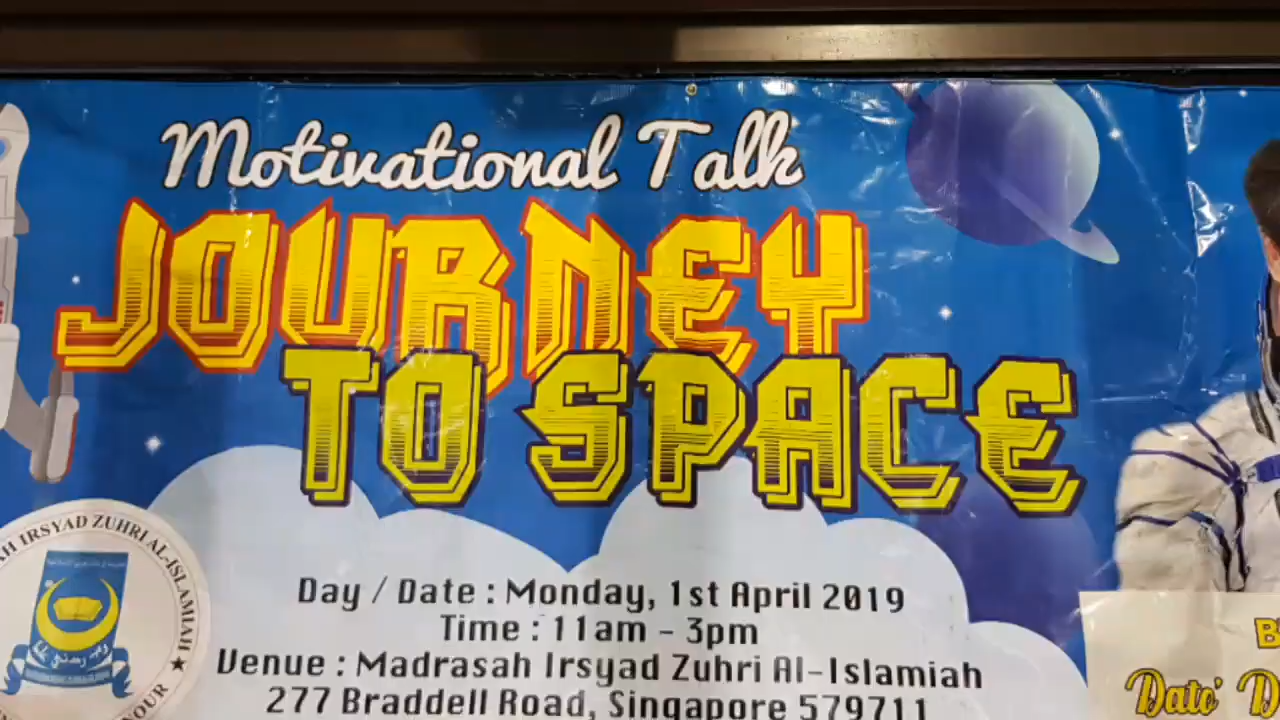 Motivational Talk
JOURNEY
TO SPACE
Day / Date : Monday, 1st April 2019
Time : 11am - 3pm
Venue : Madrasah Irsyad Zuhri Al-Islamiah
277 Braddell Road, Singapore 579711
AH IRSYAD ZUHRI AL-ISLAMIAH ★
Dato' D